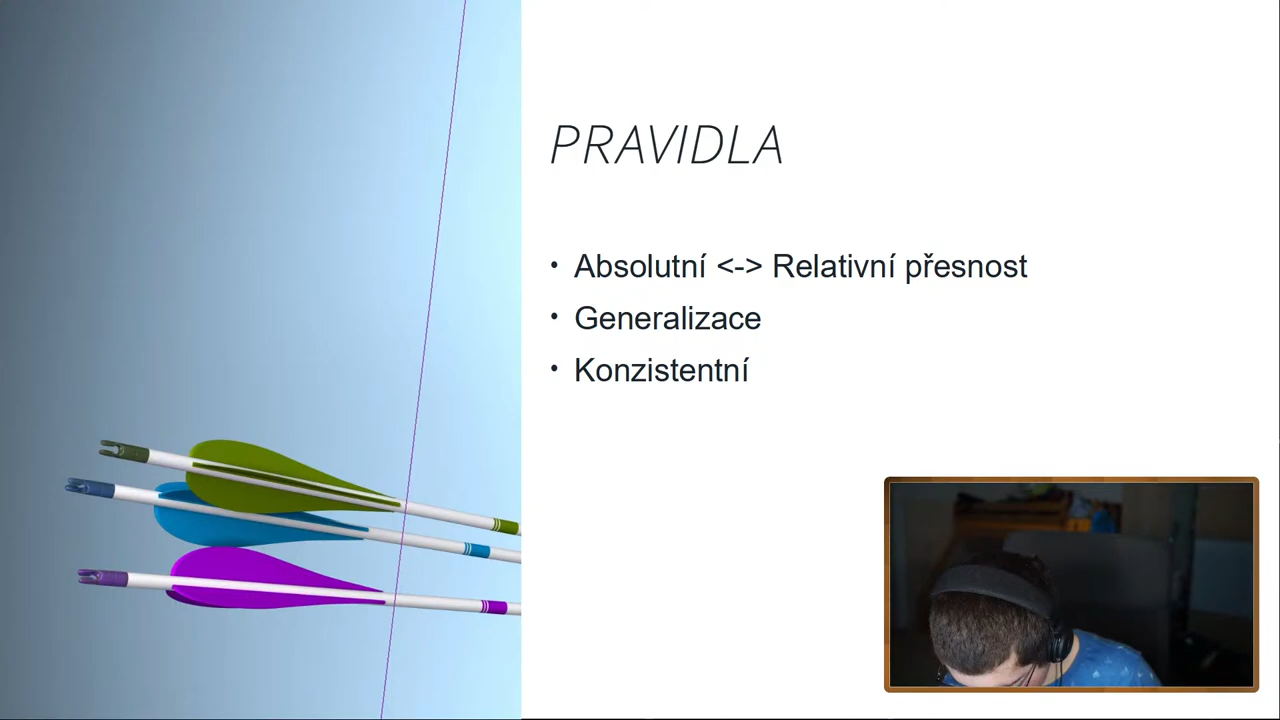 PRAVIDLA
• Absolutní <-> Relativní přesnost
• Generalizace
• Konzistentní